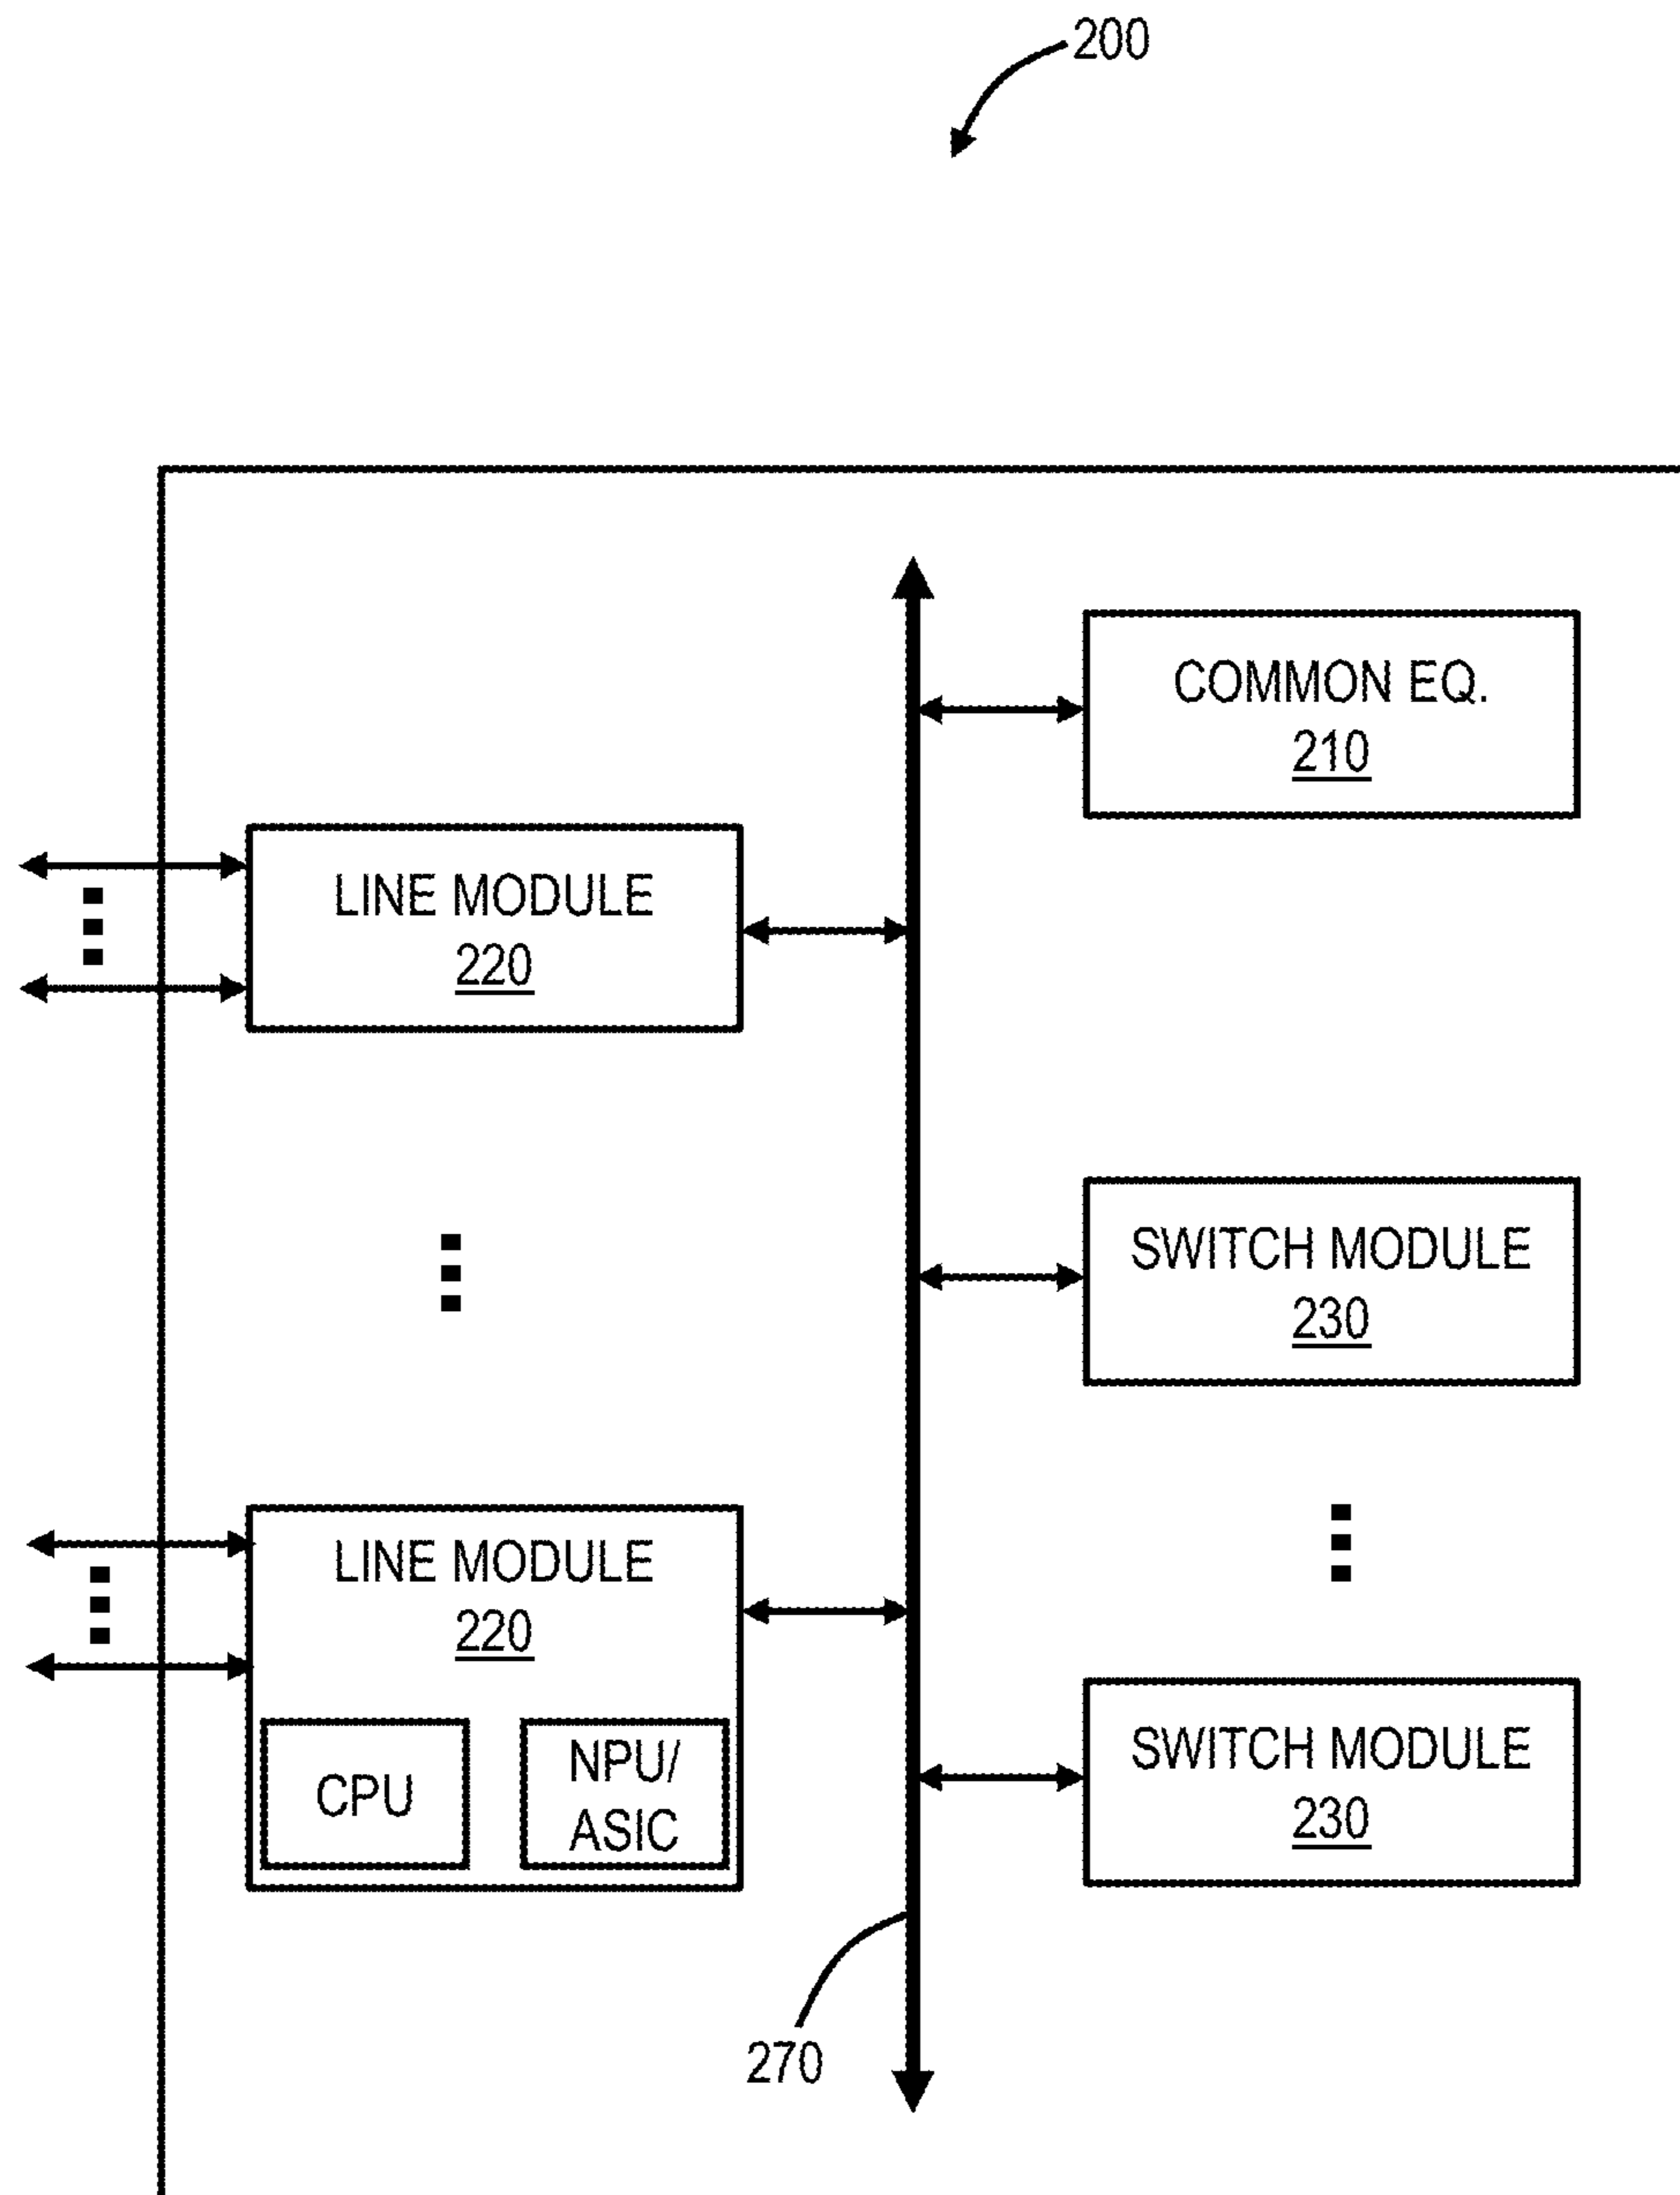 200
COMMON EQ.
210
LINE MODULE
220
SWITCH MODULE
230
LINE MODULE
220
CPU
NPU/
ASIC
SWITCH MODULE
230
270